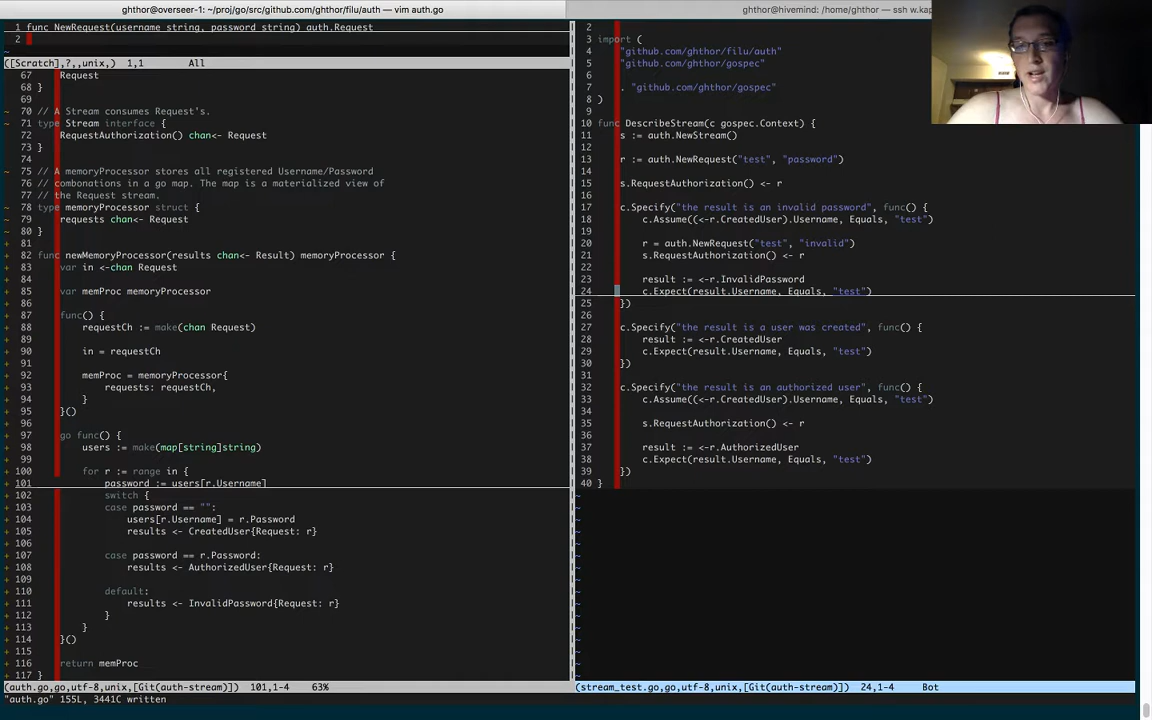 ghthor@overseer-1: ~/proj/go/src/github.com/ghthor/filu/auth — vim auth.go
1 func NewRequest(username string, password string) auth.Request
2
~
([Scratch],?,,unix,) 1,1 All
67 Request
68 }
69
~ 70 // A Stream consumes Request's.
~ 71 type Stream interface {
72 RequestAuthorization() chan<- Request
73 }
74
~ 75 // A memoryProcessor stores all registered Username/Password
76 // combonations in a go map. The map is a materialized view of
77 // the Request stream.
~ 78 type memoryProcessor struct {
~ 79 requests chan<- Request
~ 80 }
+ 81
+ 82 func newMemoryProcessor(results chan<- Result) memoryProcessor {
+ 83 var in <-chan Request
+ 84
+ 85 var memProc memoryProcessor
+ 86
+ 87 func() {
+ 88 requestCh := make(chan Request)
+ 89
+ 90 in = requestCh
+ 91
+ 92 memProc = memoryProcessor{
+ 93 requests: requestCh,
+ 94 }
+ 95 }()
+ 96
+ 97 go func() {
+ 98 users := make(map[string]string)
+ 99
+ 100 for r := range in {
+ 101 password := users[r.Username]
+ 102 switch {
+ 103 case password == "":
+ 104 users[r.Username] = r.Password
+ 105 results <- CreatedUser{Request: r}
+ 106
+ 107 case password == r.Password:
+ 108 results <- AuthorizedUser{Request: r}
+ 109
+ 110 default:
+ 111 results <- InvalidPassword{Request: r}
+ 112 }
+ 113 }
+ 114 }()
+ 115
+ 116 return memProc
+ 117 }
(auth.go,go,utf-8,unix,[Git(auth-stream)]) 101,1-4 63%
"auth.go" 155L, 3441C written
ghthor@hivemind: /home/ghthor — ssh w.kap
2
3 import (
4 "github.com/ghthor/filu/auth"
5 "github.com/ghthor/gospec"
6
7 . "github.com/ghthor/gospec"
8 )
9
10 func DescribeStream(c gospec.Context) {
11 s := auth.NewStream()
12
13 r := auth.NewRequest("test", "password")
14
15 s.RequestAuthorization() <- r
16
17 c.Specify("the result is an invalid password", func() {
18 c.Assume((<-r.CreatedUser).Username, Equals, "test")
19
20 r = auth.NewRequest("test", "invalid")
21 s.RequestAuthorization() <- r
22
23 result := <-r.InvalidPassword
24 c.Expect(result.Username, Equals, "test")
25 })
26
27 c.Specify("the result is a user was created", func() {
28 result := <-r.CreatedUser
29 c.Expect(result.Username, Equals, "test")
30 })
31
32 c.Specify("the result is an authorized user", func() {
33 c.Assume((<-r.CreatedUser).Username, Equals, "test")
34
35 s.RequestAuthorization() <- r
36
37 result := <-r.AuthorizedUser
38 c.Expect(result.Username, Equals, "test")
39 })
40 }
(stream_test.go,go,utf-8,unix,[Git(auth-stream)]) 24,1-4 Bot